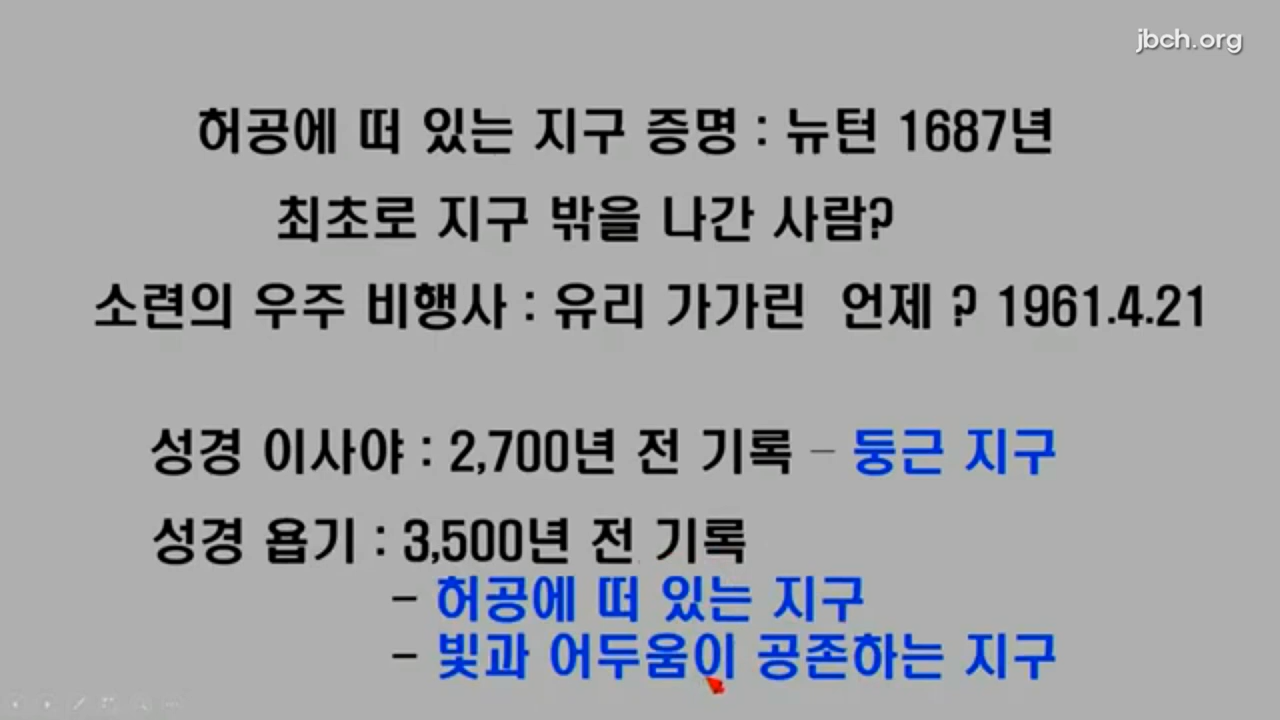 jbch.org
허공에 떠 있는 지구 증명 : 뉴턴 1687년
최초로 지구 밖을 나간 사람?
소련의 우주 비행사 : 유리 가가린 언제 ? 1961.4.21
성경 이사야 : 2,700년 전 기록 - 둥근 지구
성경 욥기 : 3,500년 전 기록
- 허공에 떠 있는 지구
- 빛과 어두움이 공존하는 지구